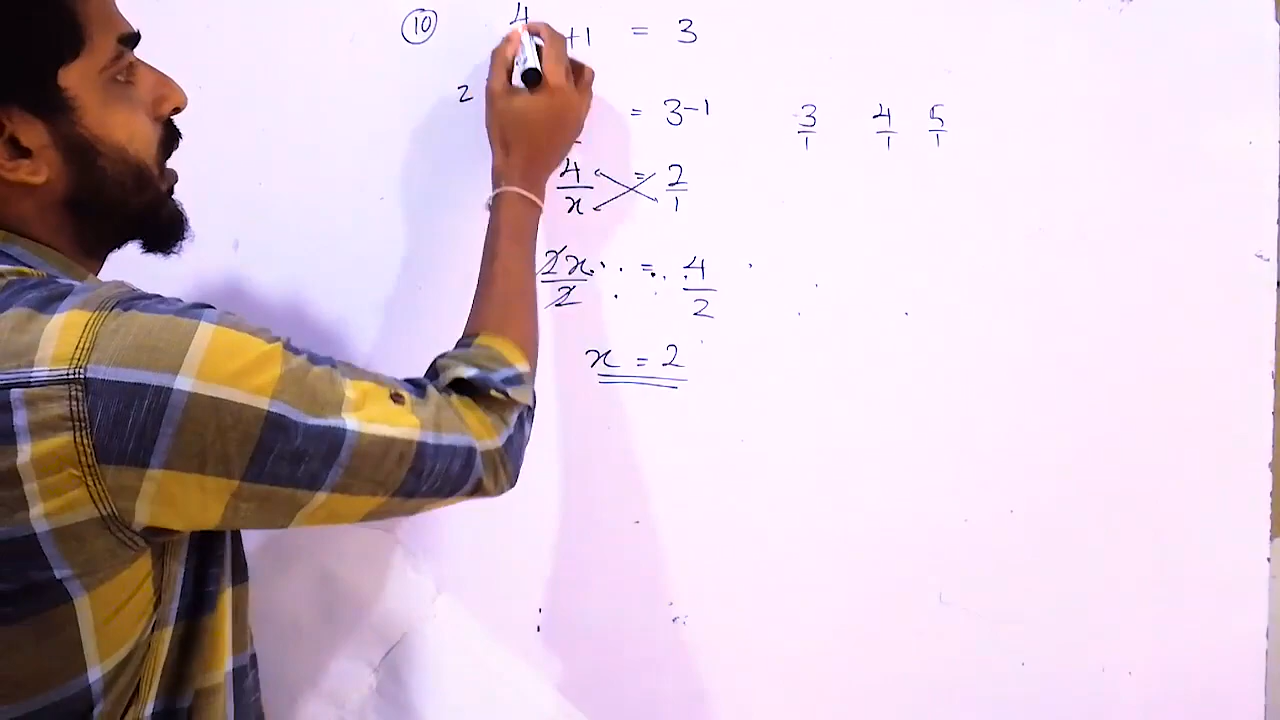 ⑩ 4 +1 = 3
2 = 3-1 3/1 4/1 5/1
4/x = 2/1
2x/2 = 4/2
x = 2